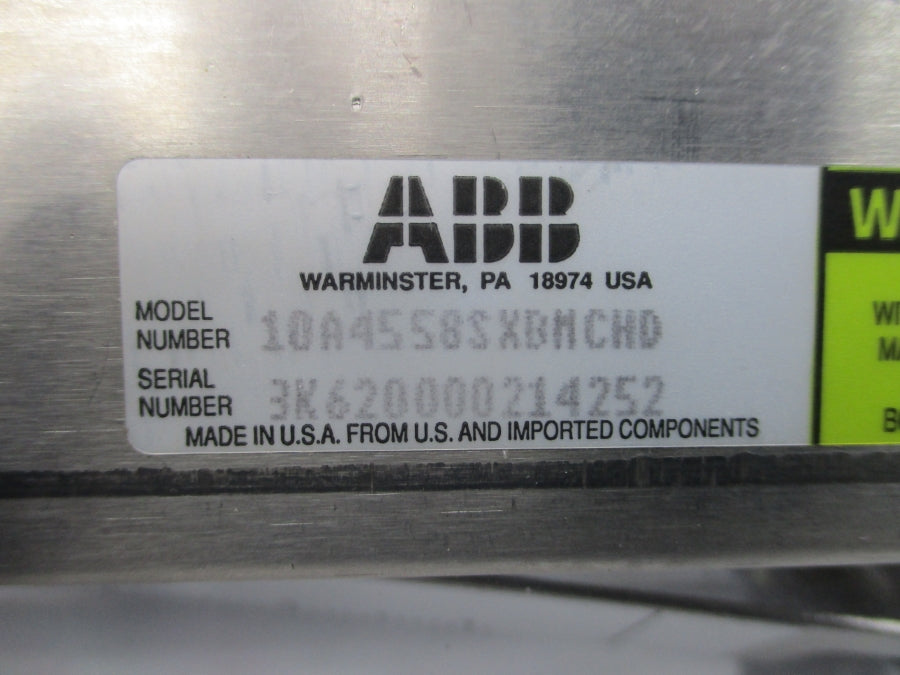 ABB
WARMINSTER, PA 18974 USA
MODEL
NUMBER 10A4558SXBMCHD
SERIAL
NUMBER 3K620000214252
MADE IN U.S.A. FROM U.S. AND IMPORTED COMPONENTS